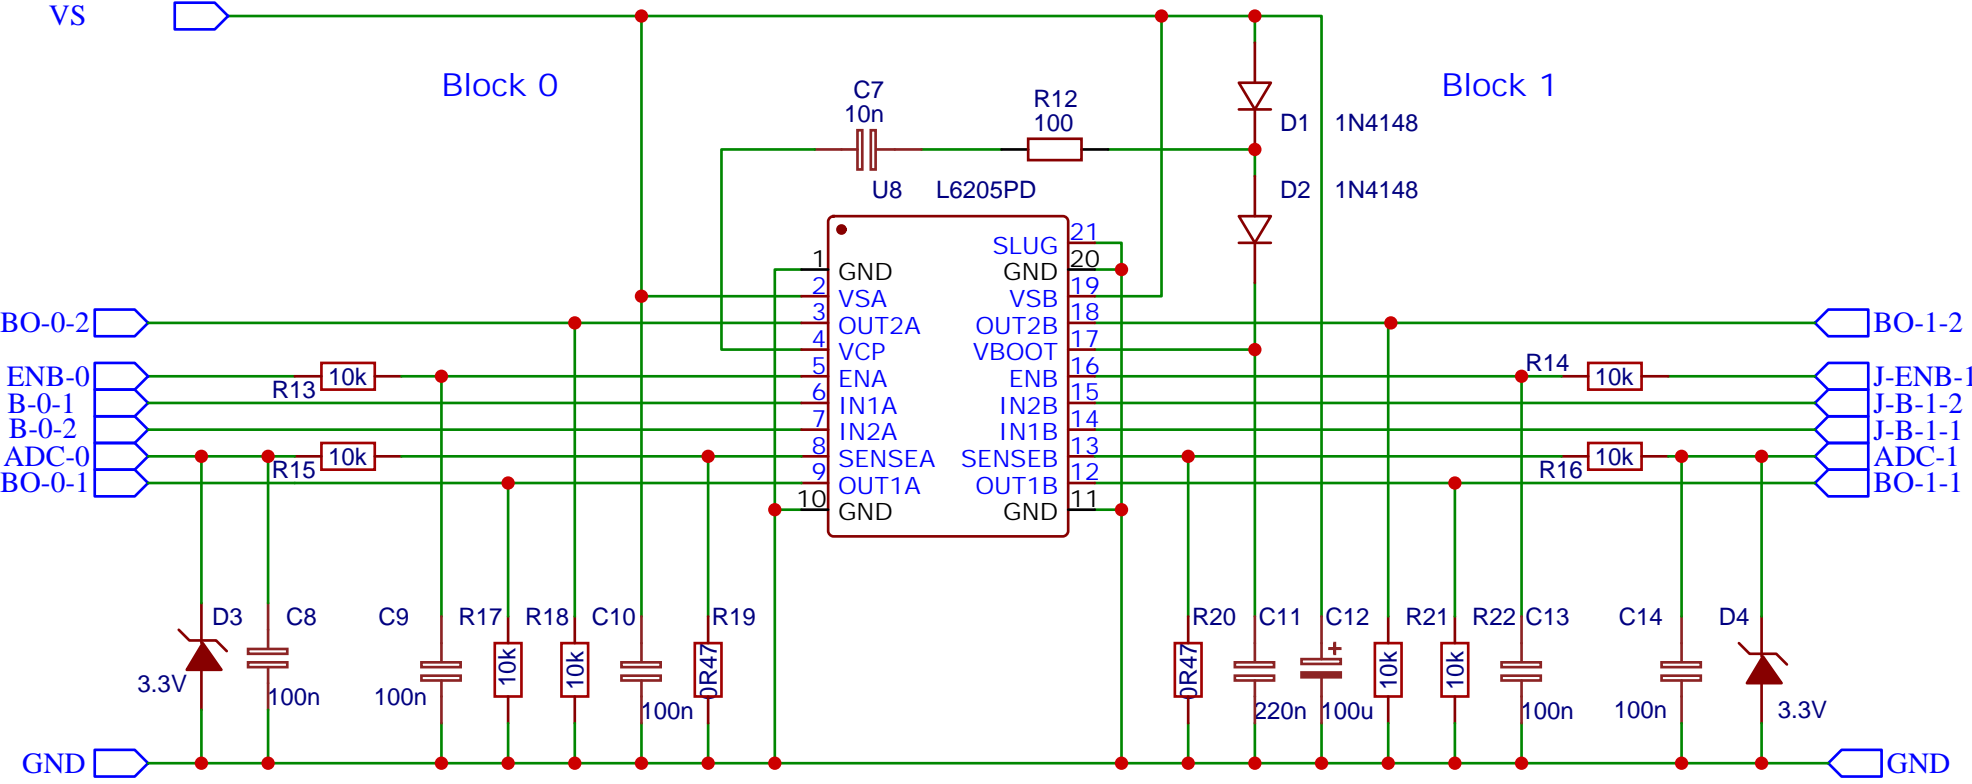 VS
Block 0
Block 1
C7
10n
R12
100
D1 1N4148
U8 L6205PD
D2 1N4148
SLUG 21
1 GND
GND 20
2 VSA
VSB 19
BO-0-2
3 OUT2A
OUT2B 18
BO-1-2
4 VCP
VBOOT 17
ENB-0
R13
10k
5 ENA
ENB 16
R14
10k
J-ENB-1
B-0-1
6 IN1A
IN2B 15
J-B-1-2
B-0-2
7 IN2A
IN1B 14
J-B-1-1
ADC-0
R15
10k
8 SENSEA
SENSEB 13
R16
10k
ADC-1
BO-0-1
9 OUT1A
OUT1B 12
BO-1-1
10 GND
GND 11
D3
C8
C9
R17
R18
C10
R19
R20
C11
C12
R21
R22
C13
C14
D4
10k
10k
0R47
0R47
+
10k
10k
3.3V
100n
100n
100n
220n
100u
100n
100n
3.3V
GND
GND